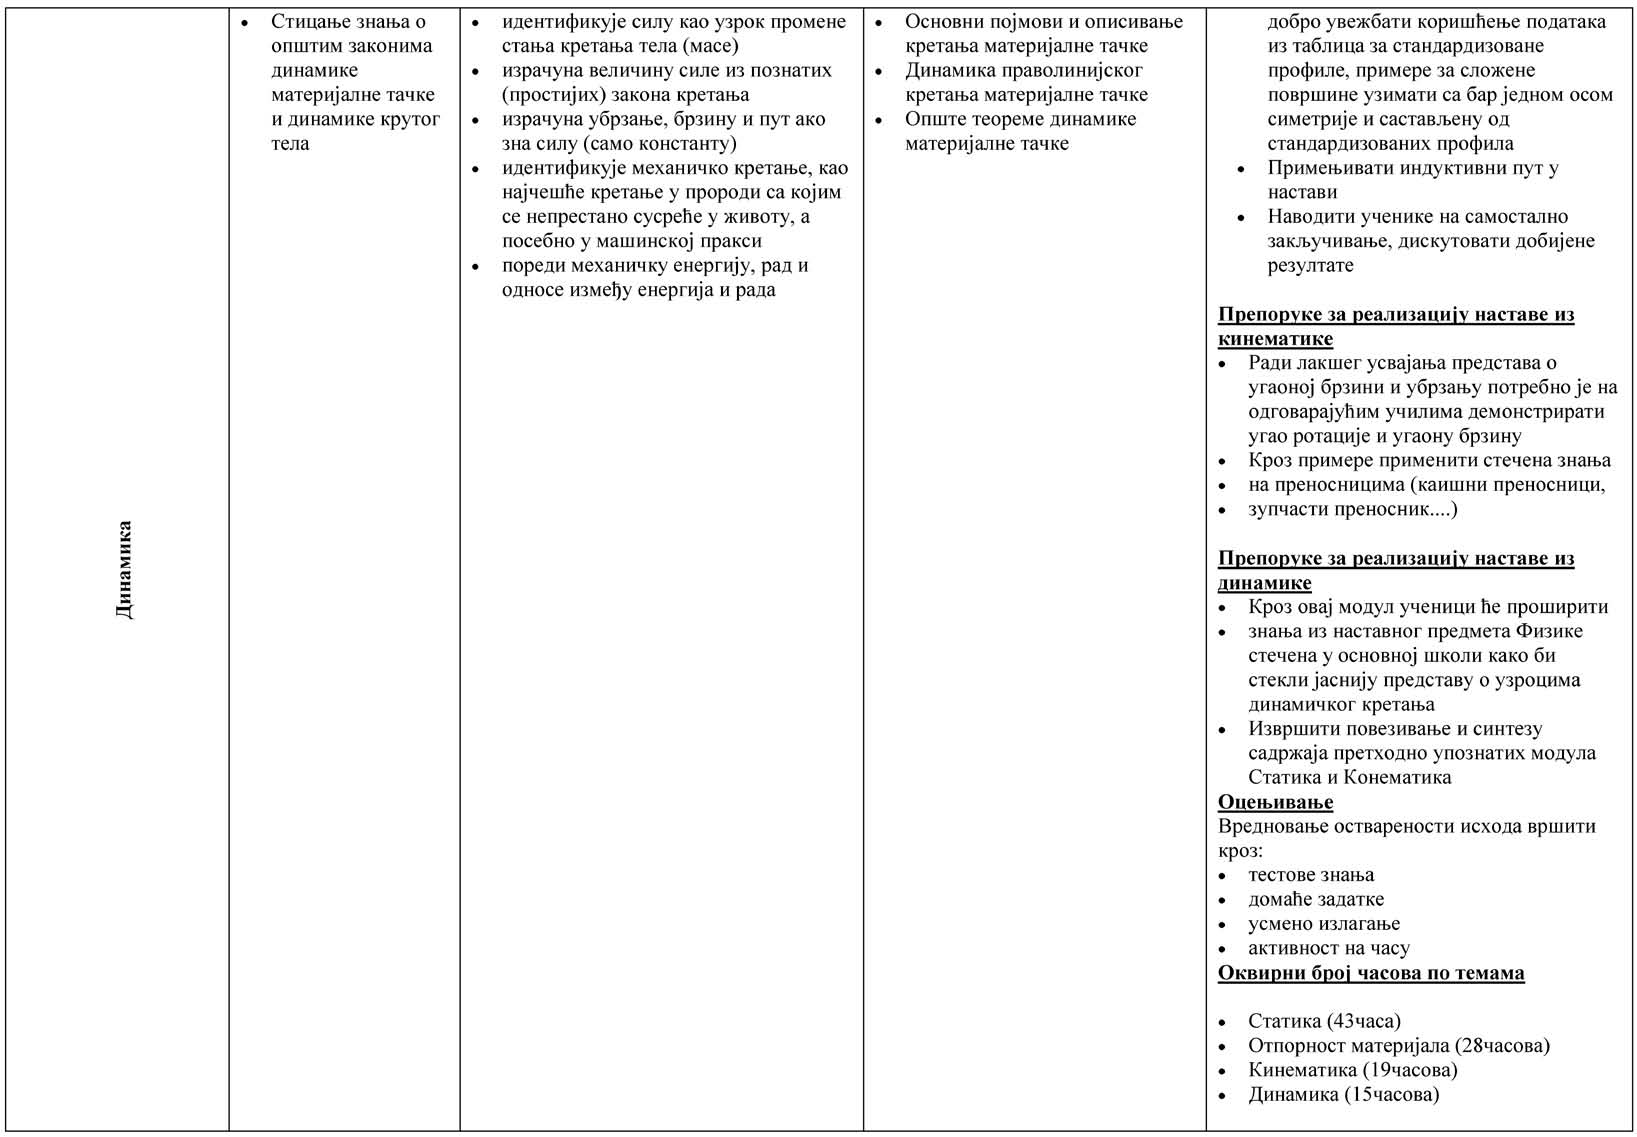 Динамика
• Стицање знања о
општим законима
динамике
материјалне тачке
и динамике крутог
тела
• идентификује силу као узрок промене
стања кретања тела (масе)
• израчуна величину силе из познатих
(простијих) закона кретања
• израчуна убрзање, брзину и пут ако
зна силу (само константу)
• идентификује механичко кретање, као
најчешће кретање у пророди са којим
се непрестано сусреће у животу, а
посебно у машинској пракси
• пореди механичку енергију, рад и
односе између енергија и рада
• Основни појмови и описивање
кретања материјалне тачке
• Динамика праволинијског
кретања материјалне тачке
• Опште теореме динамике
материјалне тачке
добро увежбати коришћење података
из таблица за стандардизоване
профиле, примере за сложене
површине узимати са бар једном осом
симетрије и састављену од
стандардизованих профила
• Примењивати индуктивни пут у
настави
• Наводити ученике на самостално
закључивање, дискутовати добијене
резултате
Препоруке за реализацију наставе из
кинематике
• Ради лакшег усвајања представа о
угаоној брзини и убрзању потребно је на
одговарајућим училима демонстрирати
угао ротације и угаону брзину
• Кроз примере применити стечена знања
• на преносницима (каишни преносници,
• зупчасти преносник....)
Препоруке за реализацију наставе из
динамике
• Кроз овај модул ученици ће проширити
• знања из наставног предмета Физике
стечена у основној школи како би
стекли јаснију представу о узроцима
динамичког кретања
• Извршити повезивање и синтезу
садржаја претходно упознатих модула
Статика и Конематика
Оцењивање
Вредновање остварености исхода вршити
кроз:
• тестове знања
• домаће задатке
• усмено излагање
• активност на часу
Оквирни број часова по темама
• Статика (43часа)
• Отпорност материјала (28часова)
• Кинематика (19часова)
• Динамика (15часова)